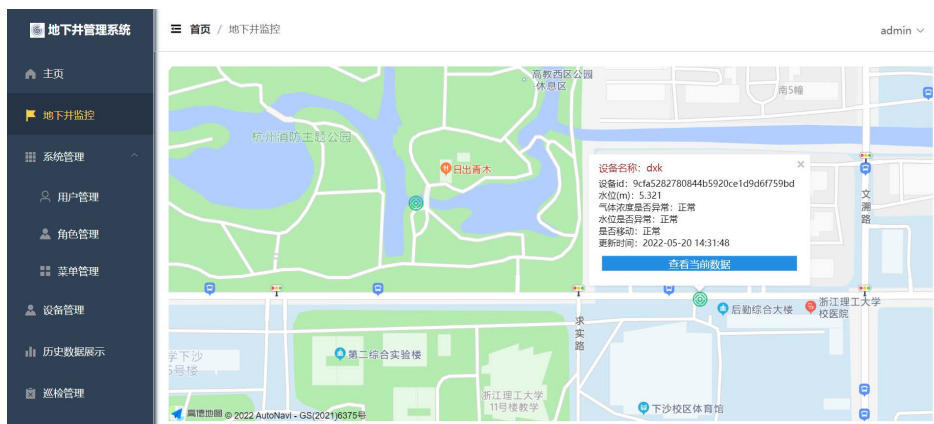 地下井管理系统
首页 / 地下井监控
admin
主页
地下井监控
系统管理
用户管理
角色管理
菜单管理
设备管理
历史数据展示
巡检管理
高教西区公园
休息区
南5幢
杭州消防主题公园
日出青木
设备名称：dxk
设备id：9cfa5282780844b5920ce1d9d6f759bd
水位(m)：5.321
气体浓度是否异常：正常
水位是否异常：正常
是否移动：正常
更新时间：2022-05-20 14:31:48
查看当前数据
×
文
溯
路
求
实
路
后勤综合大楼
浙江理工大学
校医院
第二综合实验楼
学下沙
5号楼
浙江理工大学
11号楼教学
下沙校区体育馆
高德地图 © 2022 AutoNavi - GS(2021)6375号